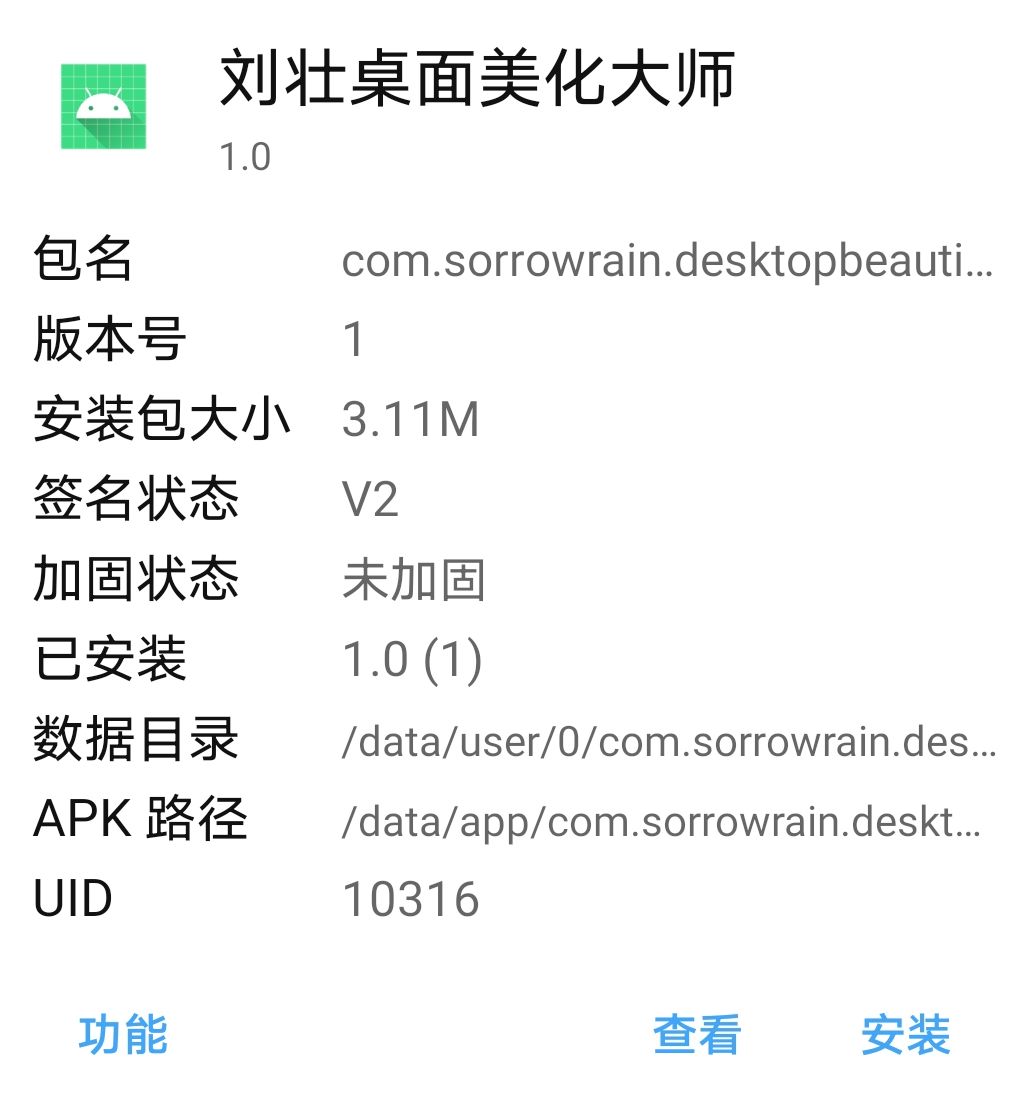 刘壮桌面美化大师
1.0
包名 com.sorrowrain.desktopbeauti...
版本号 1
安装包大小 3.11M
签名状态 V2
加固状态 未加固
已安装 1.0 (1)
数据目录 /data/user/0/com.sorrowrain.des...
APK 路径 /data/app/com.sorrowrain.deskt...
UID 10316
功能 查看 安装